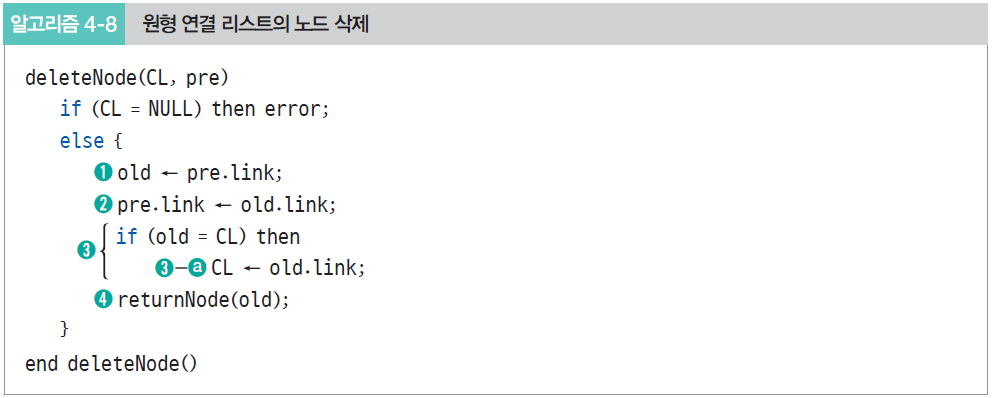 알고리즘 4-8 원형 연결 리스트의 노드 삭제
deleteNode(CL, pre)
if (CL = NULL) then error;
else {
❶ old ← pre.link;
❷ pre.link ← old.link;
❸ if (old = CL) then
❸-ⓐ CL ← old.link;
❹ returnNode(old);
}
end deleteNode()